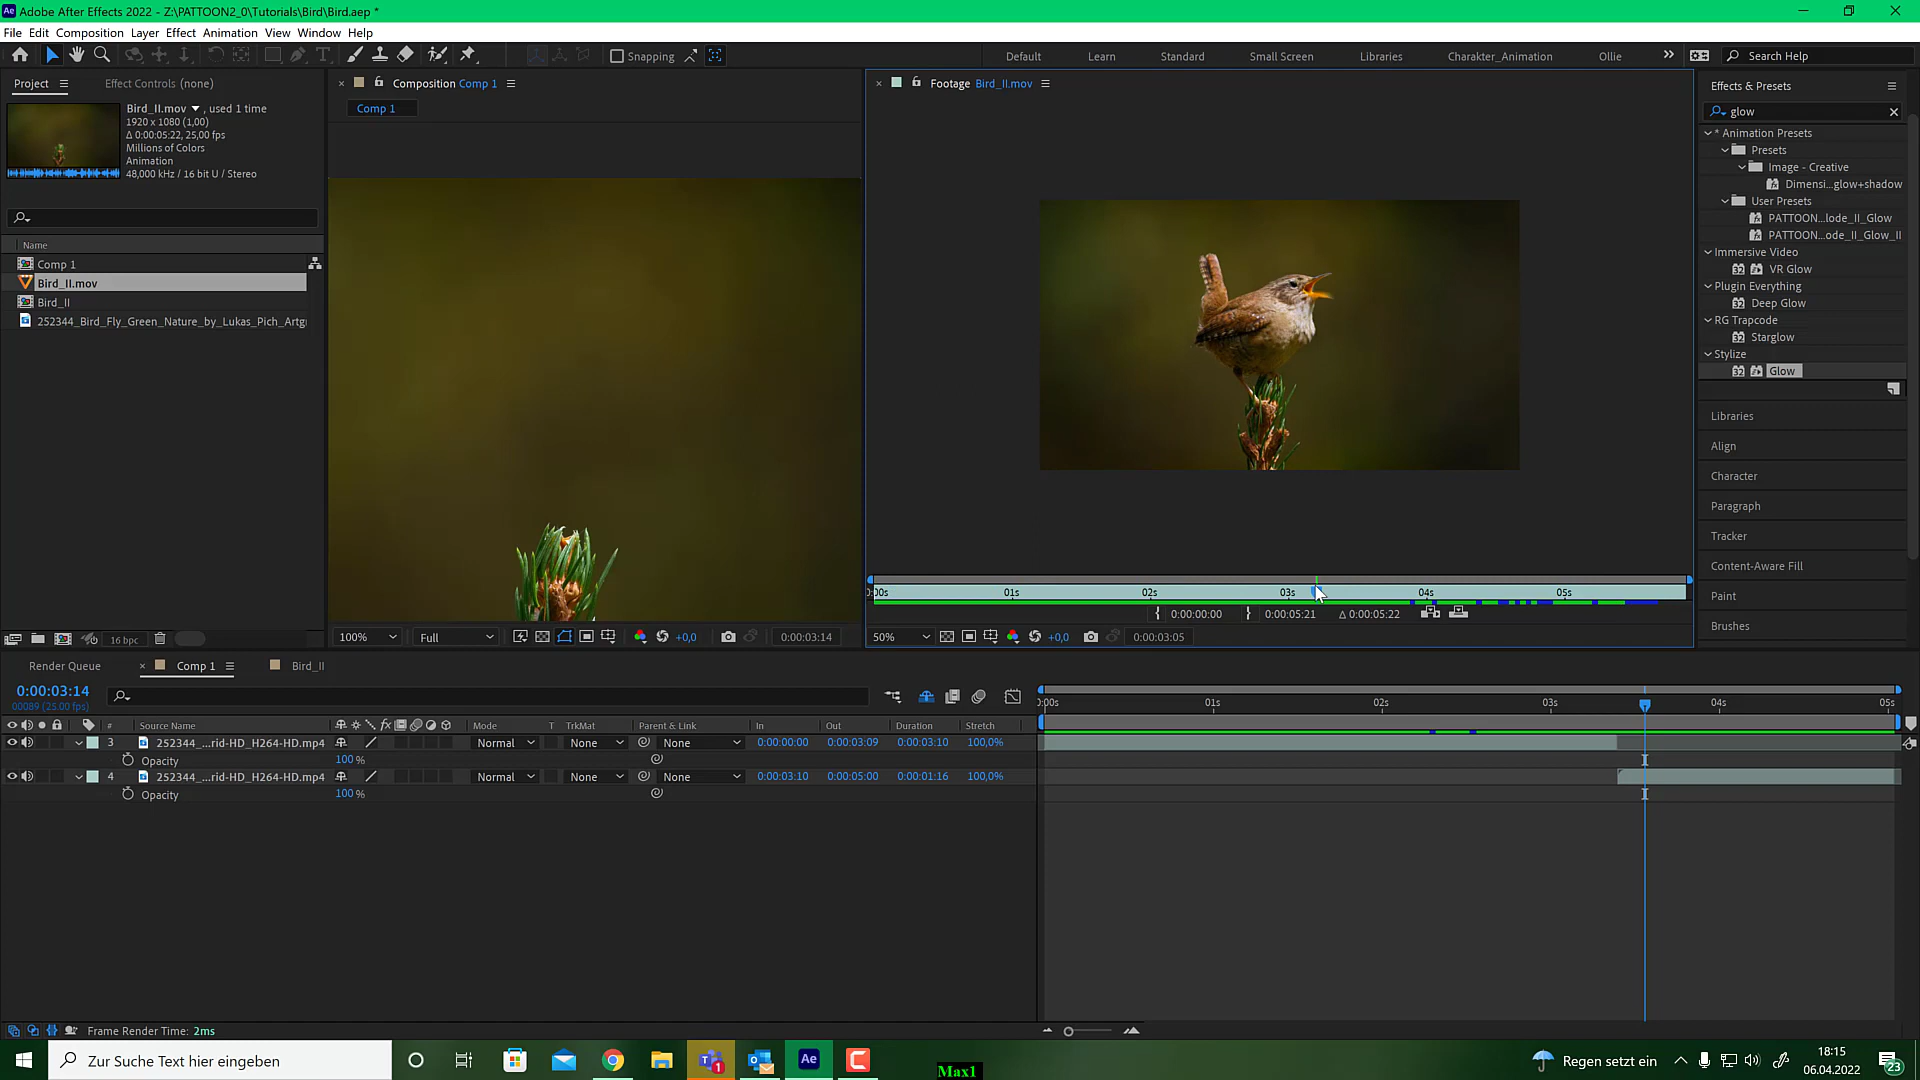 Adobe After Effects 2022 - Z:\PATTOON2_0\Tutorials\Bird\Bird.aep *
File Edit Composition Layer Effect Animation View Window Help
Snapping
Default Learn Standard Small Screen Libraries Charakter_Animation Ollie
Search Help
Project
Effect Controls (none)
Bird_II.mov , used 1 time
1920 x 1080 (1,00)
Δ 0:00:05:22, 25,00 fps
Millions of Colors
Animation
48,000 kHz / 16 bit U / Stereo
Name
Comp 1
Bird_II.mov
Bird_II
252344_Bird_Fly_Green_Nature_by_Lukas_Pich_Artgr
16 bpc
Composition Comp 1
Comp 1
100% Full +0,0 0:00:03:14
Footage Bird_II.mov
:00s 01s 02s 03s 04s 05s
0:00:00:00 0:00:05:21 Δ 0:00:05:22
50% +0,0 0:00:03:05
Effects & Presets
glow
* Animation Presets
Presets
Image - Creative
Dimensi...glow+shadow
User Presets
PATTOON...lode_II_Glow
PATTOON...ode_II_Glow_II
Immersive Video
32 VR Glow
Plugin Everything
32 Deep Glow
RG Trapcode
32 Starglow
Stylize
32 Glow
Libraries
Align
Character
Paragraph
Tracker
Content-Aware Fill
Paint
Brushes
Render Queue Comp 1 Bird_II
0:00:03:14
00089 (25.00 fps)
:00s 01s 02s 03s 04s 05s
# Source Name fx Mode T TrkMat Parent & Link In Out Duration Stretch
3 252344_...rid-HD_H264-HD.mp4 Normal None None 0:00:00:00 0:00:03:09 0:00:03:10 100,0%
Opacity 100 %
4 252344_...rid-HD_H264-HD.mp4 Normal None None 0:00:03:10 0:00:05:00 0:00:01:16 100,0%
Opacity 100 %
Frame Render Time: 2ms
Zur Suche Text hier eingeben
1
Ae
Max1
Regen setzt ein
18:15
06.04.2022
23